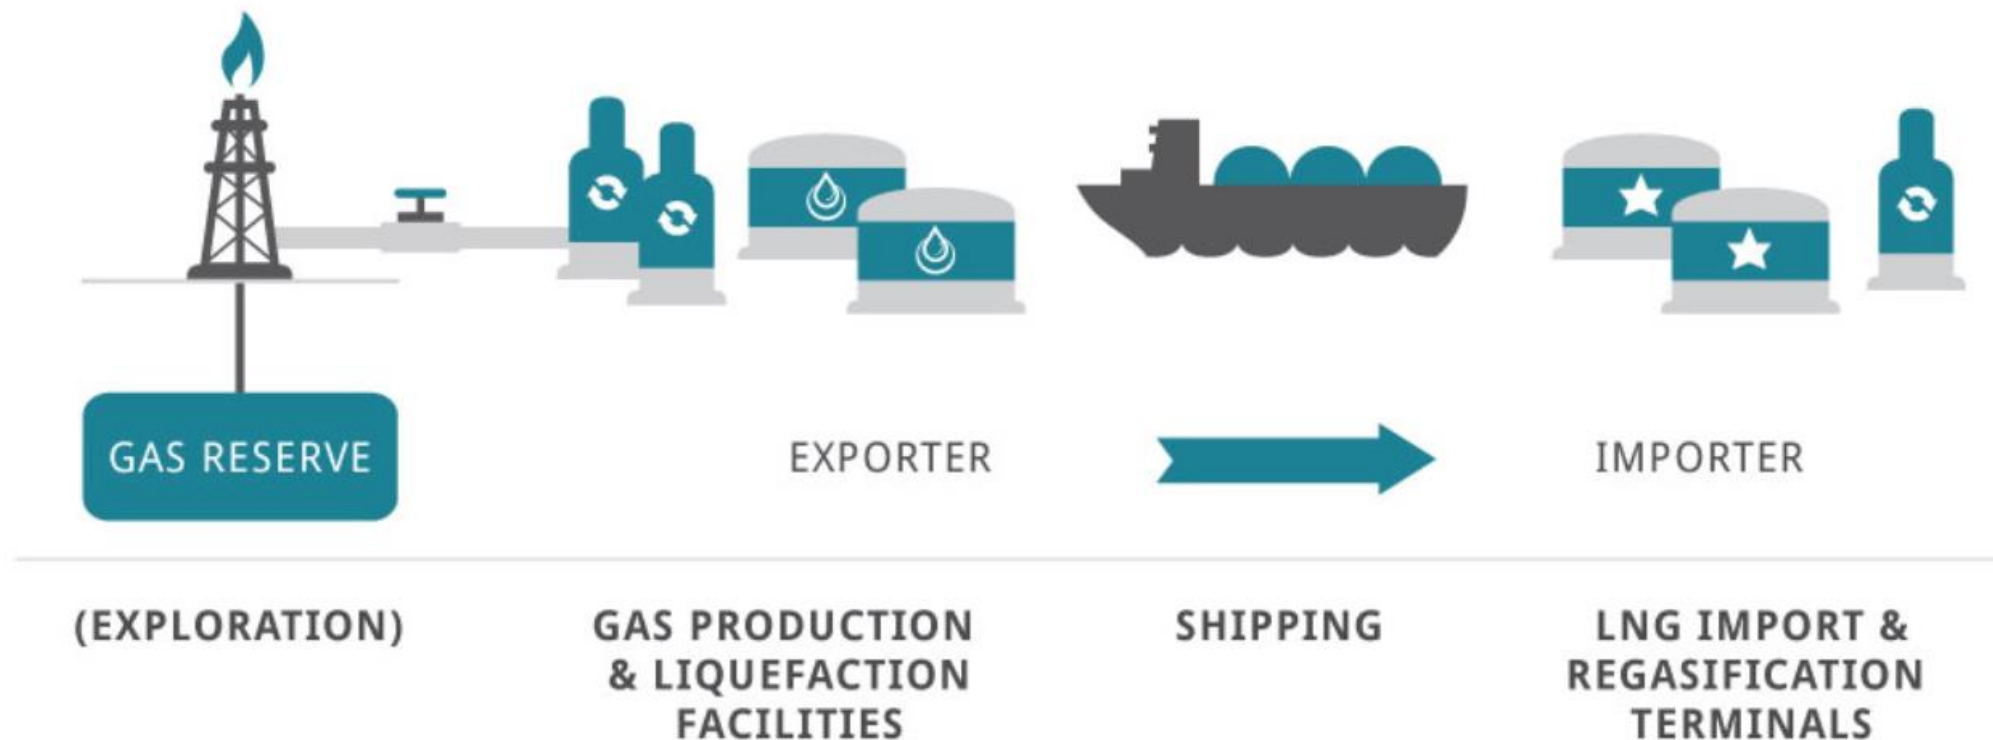 GAS RESERVE
EXPORTER
IMPORTER
(EXPLORATION)
GAS PRODUCTION
& LIQUEFACTION
FACILITIES
SHIPPING
LNG IMPORT &
REGASIFICATION
TERMINALS